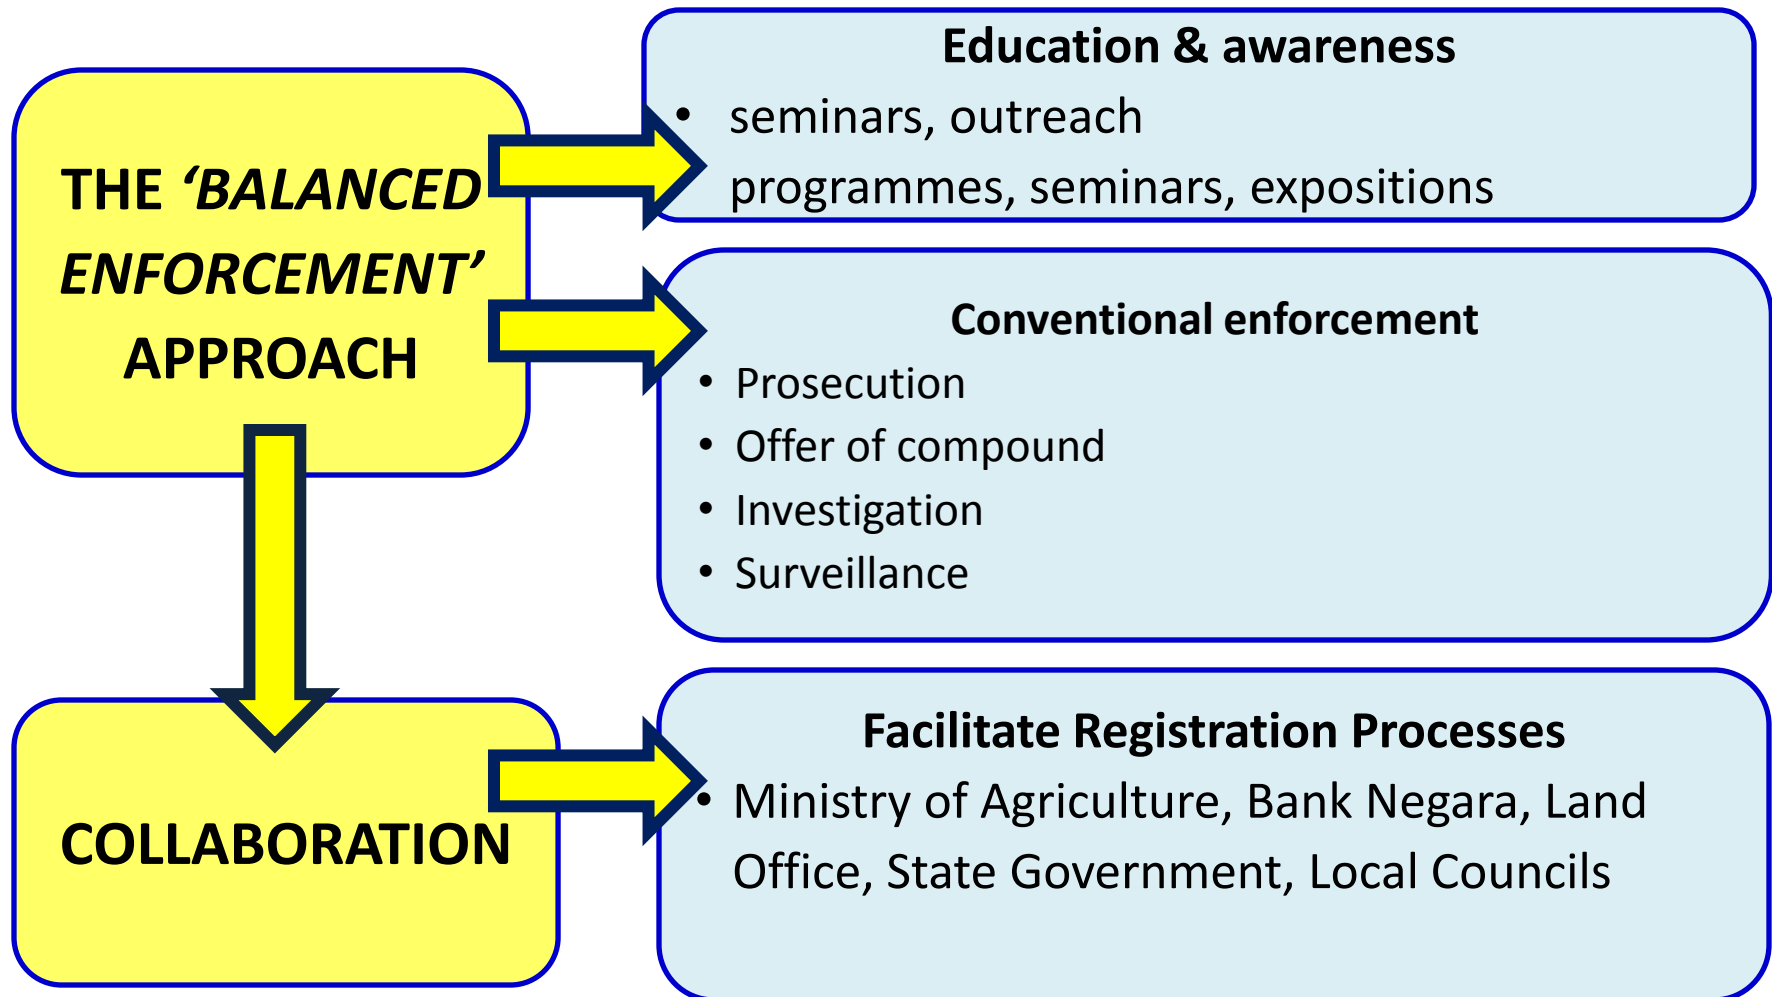 THE ‘BALANCED
ENFORCEMENT’
APPROACH
Education & awareness
• seminars, outreach
programmes, seminars, expositions
Conventional enforcement
• Prosecution
• Offer of compound
• Investigation
• Surveillance
COLLABORATION
Facilitate Registration Processes
• Ministry of Agriculture, Bank Negara, Land
Office, State Government, Local Councils